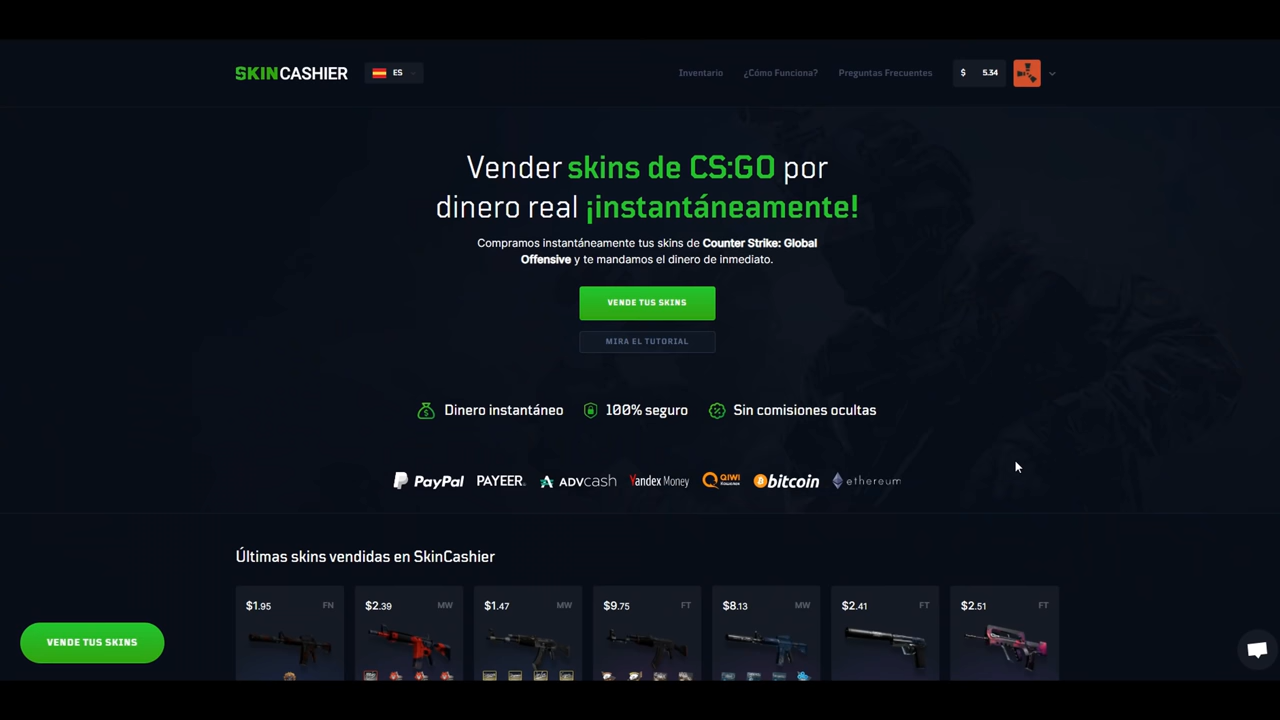 SKINCASHIER
ES
Inventario
¿Cómo Funciona?
Preguntas Frecuentes
$ 5.34
Vender skins de CS:GO por
dinero real ¡instantáneamente!
Compramos instantáneamente tus skins de Counter Strike: Global
Offensive y te mandamos el dinero de inmediato.
VENDE TUS SKINS
MIRA EL TUTORIAL
Dinero instantáneo
100% seguro
Sin comisiones ocultas
PayPal
PAYEER
ADVcash
Yandex Money
QIWI
bitcoin
ethereum
Últimas skins vendidas en SkinCashier
$1.95 FN
$2.39 MW
$1.47 MW
$9.75 FT
$8.13 MW
$2.41 FT
$2.51 FT
VENDE TUS SKINS